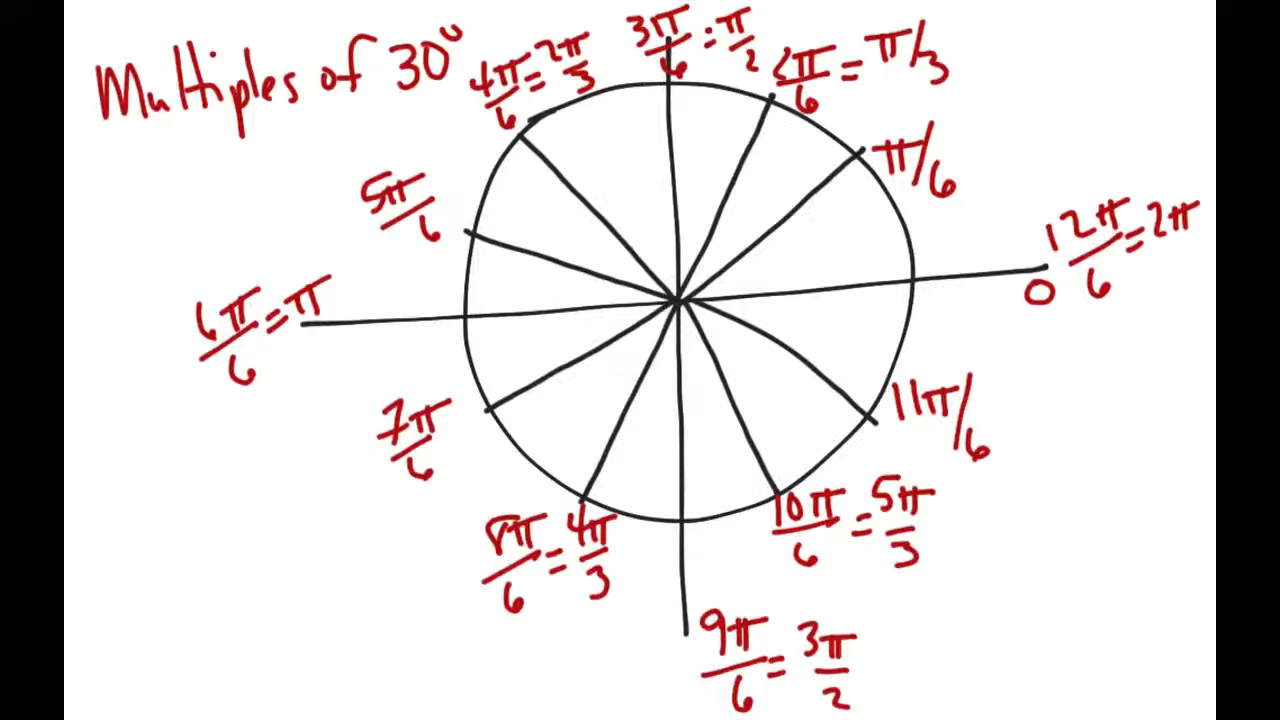 Multiples of 30°
3π/6 = π/2
4π/6 = 2π/3
2π/6 = π/3
π/6
5π/6
12π/6 = 2π
0
6π/6 = π
7π/6
11π/6
8π/6 = 4π/3
10π/6 = 5π/3
9π/6 = 3π/2